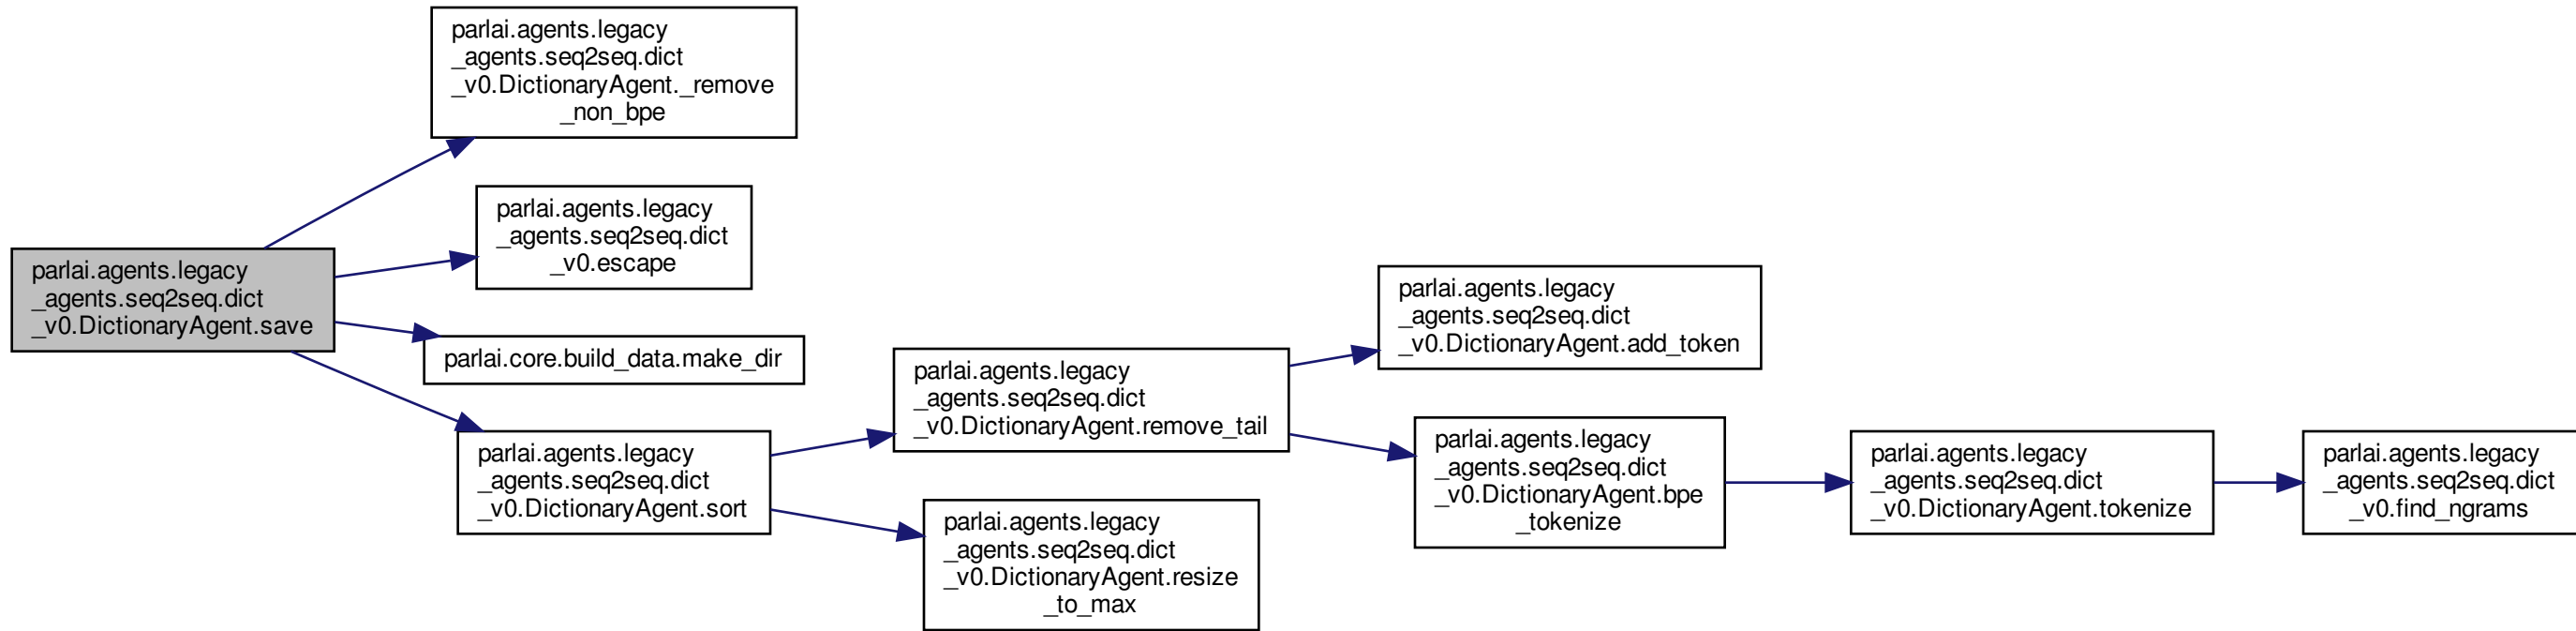 parlai.agents.legacy
_agents.seq2seq.dict
_v0.DictionaryAgent._remove
_non_bpe
parlai.agents.legacy
_agents.seq2seq.dict
_v0.escape
parlai.agents.legacy
_agents.seq2seq.dict
_v0.DictionaryAgent.save
parlai.core.build_data.make_dir
parlai.agents.legacy
_agents.seq2seq.dict
_v0.DictionaryAgent.sort
parlai.agents.legacy
_agents.seq2seq.dict
_v0.DictionaryAgent.remove_tail
parlai.agents.legacy
_agents.seq2seq.dict
_v0.DictionaryAgent.resize
_to_max
parlai.agents.legacy
_agents.seq2seq.dict
_v0.DictionaryAgent.add_token
parlai.agents.legacy
_agents.seq2seq.dict
_v0.DictionaryAgent.bpe
_tokenize
parlai.agents.legacy
_agents.seq2seq.dict
_v0.DictionaryAgent.tokenize
parlai.agents.legacy
_agents.seq2seq.dict
_v0.find_ngrams